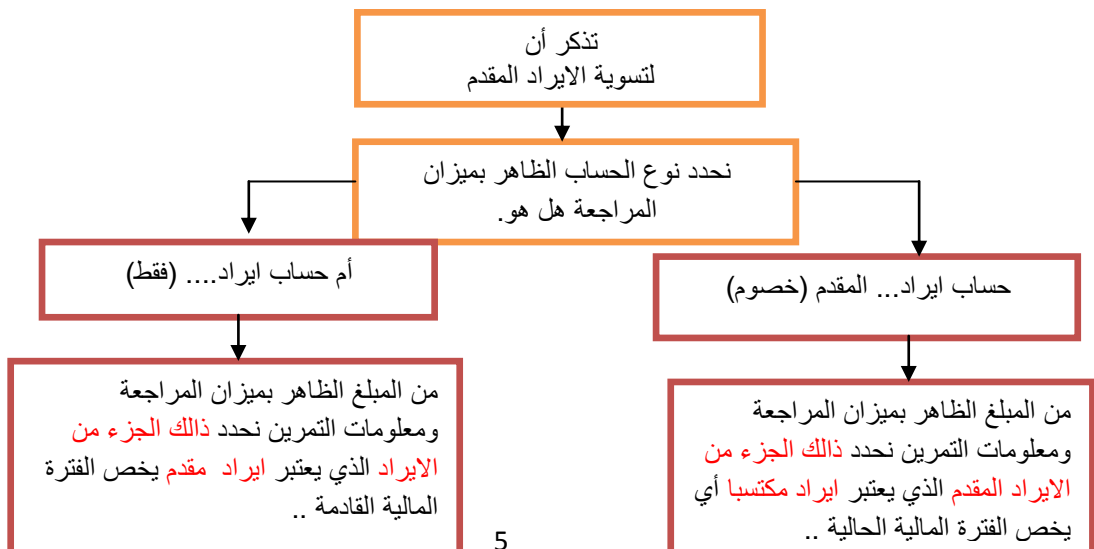 تذكر أن
لتسوية الايراد المقدم
نحدد نوع الحساب الظاهر بميزان
المراجعة هل هو.
حساب ايراد... المقدم (خصوم)
أم حساب ايراد.... (فقط)
من المبلغ الظاهر بميزان المراجعة
ومعلومات التمرين نحدد ذالك الجزء من
الايراد المقدم الذي يعتبر ايراد مكتسبا أي
يخص الفترة المالية الحالية ..
من المبلغ الظاهر بميزان المراجعة
ومعلومات التمرين نحدد ذالك الجزء من
الايراد الذي يعتبر ايراد مقدم يخص الفترة
المالية القادمة ..
5